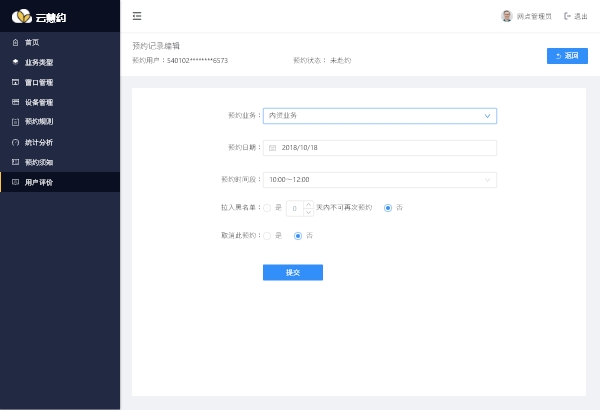 云慧约
网点管理员 退出
首页
业务类型
窗口管理
设备管理
预约规则
统计分析
预约须知
用户评价
预约记录编辑
预约用户：540102********6573 预约状态： 未赴约
返回
预约业务： 内资业务
预约日期： 2018/10/18
预约时间段： 10:00—12:00
拉入黑名单： 是 0 天内不可再次预约 否
取消此预约： 是 否
提交